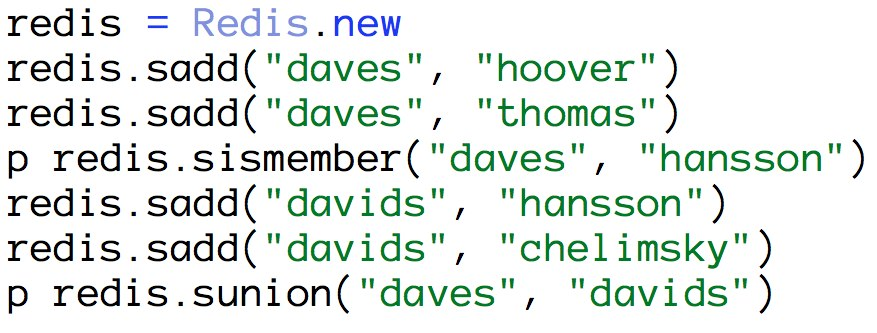 redis = Redis.new
redis.sadd("daves", "hoover")
redis.sadd("daves", "thomas")
p redis.sismember("daves", "hansson")
redis.sadd("davids", "hansson")
redis.sadd("davids", "chelimsky")
p redis.sunion("daves", "davids")